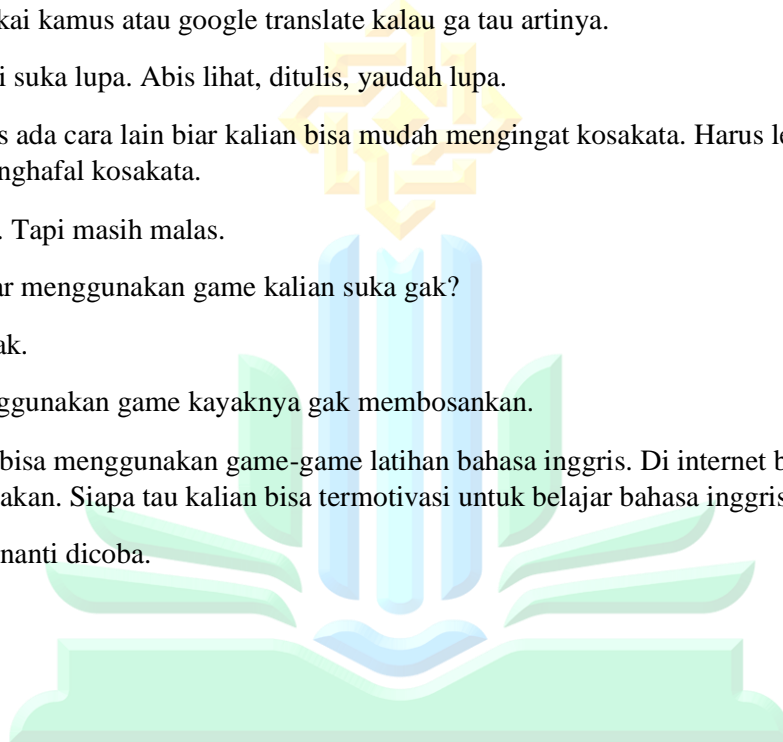 kai kamus atau google translate kalau ga tau artinya.
i suka lupa. Abis lihat, ditulis, yaudah lupa.
s ada cara lain biar kalian bisa mudah mengingat kosakata. Harus le
nghafal kosakata.
. Tapi masih malas.
ar menggunakan game kalian suka gak?
ak.
ggunakan game kayaknya gak membosankan.
bisa menggunakan game-game latihan bahasa inggris. Di internet b
akan. Siapa tau kalian bisa termotivasi untuk belajar bahasa inggris
nanti dicoba.